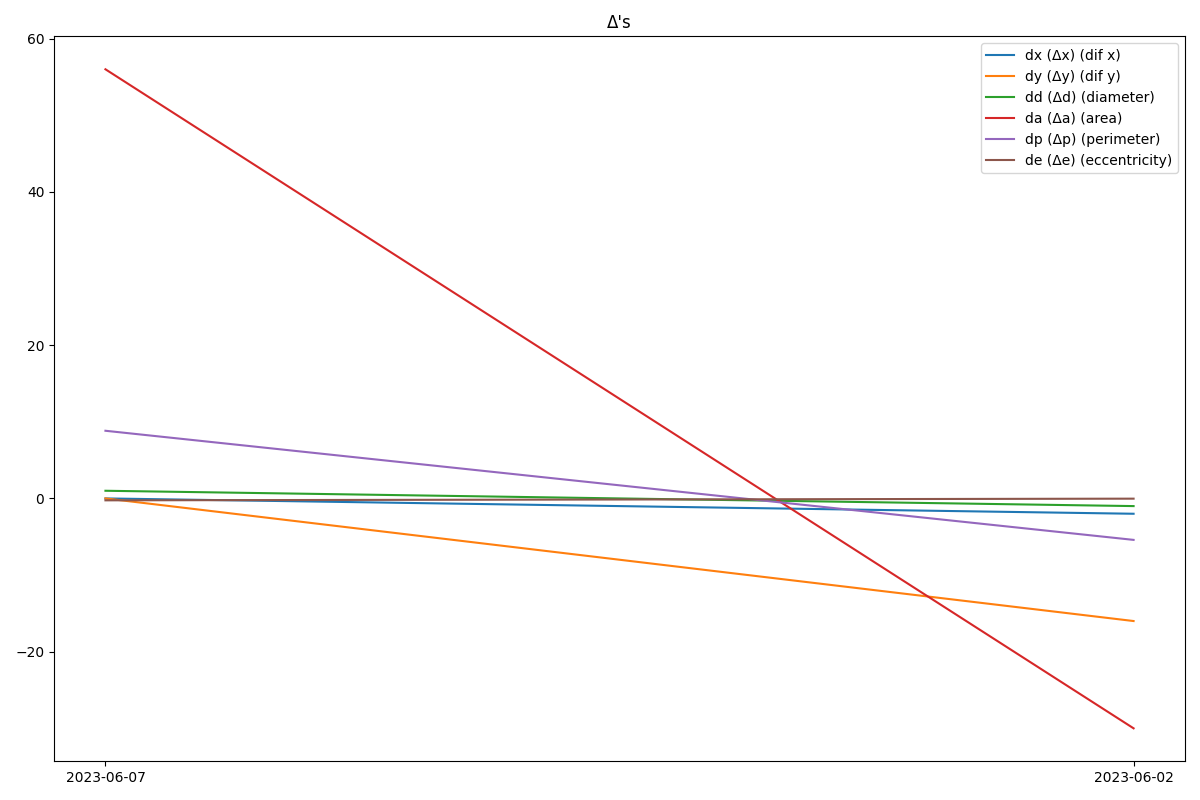 Δ's
dx (Δx) (dif x)
dy (Δy) (dif y)
dd (Δd) (diameter)
da (Δa) (area)
dp (Δp) (perimeter)
de (Δe) (eccentricity)
60
40
20
0
−20
2023-06-07
2023-06-02